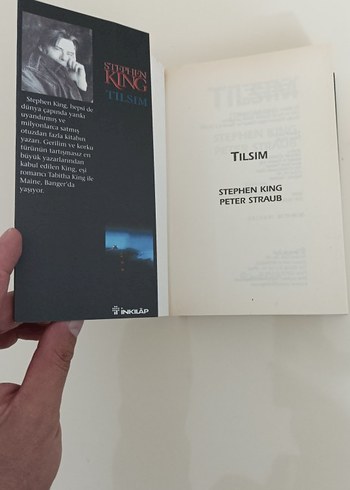 STEPHEN
KING
TILSIM
Stephen King, hepsi de
dünya çapında yankı
uyandırmış ve
milyonlarca satmış
otuzdan fazla kitabın
yazarı. Gerilim ve korku
türünün tartışmasız en
büyük yazarlarından
kabul edilen King, eşi
romancı Tabitha King ile
Maine, Banger'da
yaşıyor.
İNKILÂP
TILSIM
STEPHEN KING
PETER STRAUB